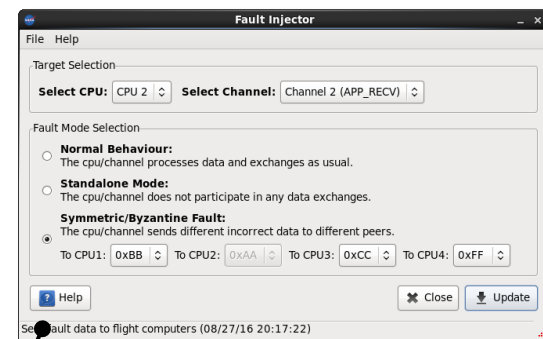 Fault Injector
File Help
Target Selection
Select CPU: CPU 2 Select Channel: Channel 2 (APP_RECV)
Fault Mode Selection
Normal Behaviour:
The cpu/channel processes data and exchanges as usual.
Standalone Mode:
The cpu/channel does not participate in any data exchanges.
Symmetric/Byzantine Fault:
The cpu/channel sends different incorrect data to different peers.
To CPU1: 0xBB To CPU2: 0xAA To CPU3: 0xCC To CPU4: 0xFF
Help Close Update
data to flight computers (08/27/16 20:17:22)